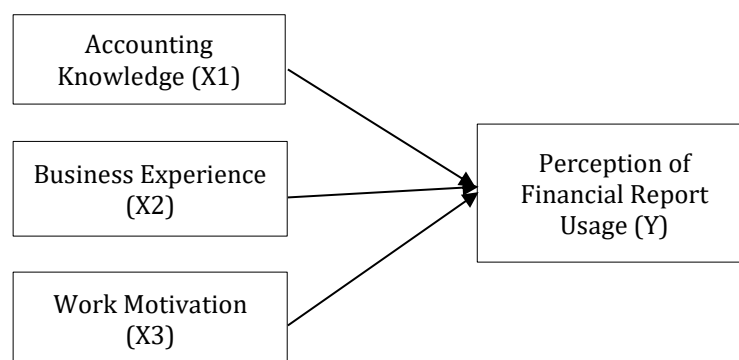 Accounting
Knowledge (X1)
Business Experience
(X2)
Work Motivation
(X3)
Perception of
Financial Report
Usage (Y)